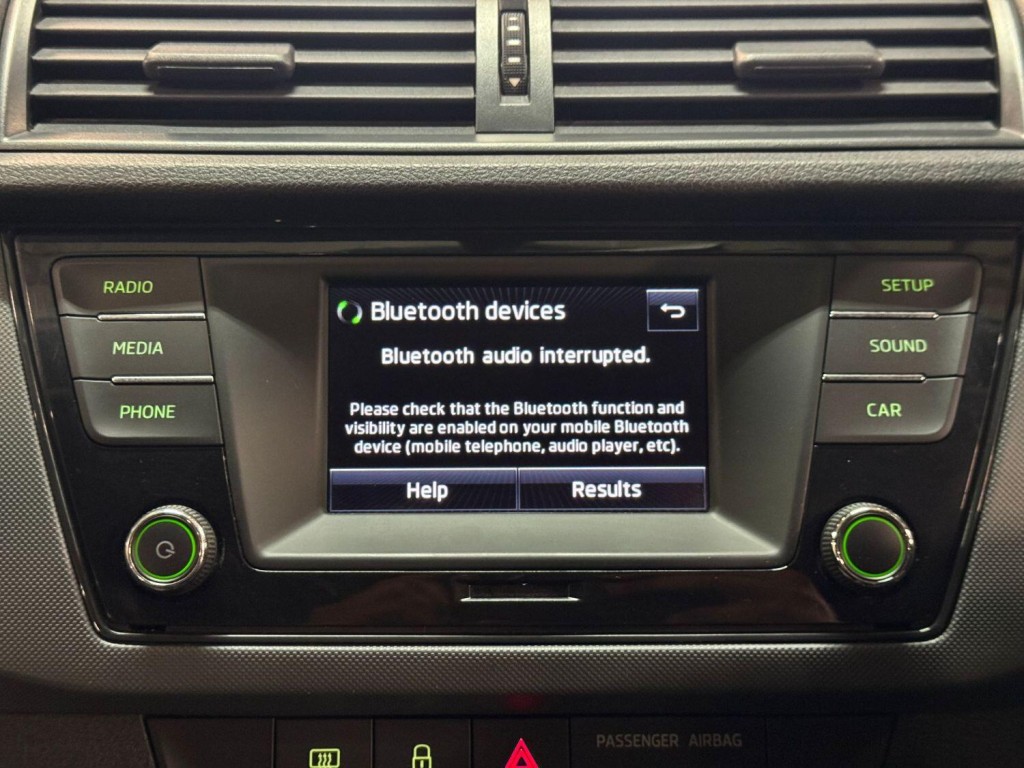 RADIO
MEDIA
PHONE
Bluetooth devices
Bluetooth audio interrupted.
Please check that the Bluetooth function and
visibility are enabled on your mobile Bluetooth
device (mobile telephone, audio player, etc).
Help
Results
SETUP
SOUND
CAR
PASSENGER AIRBAG